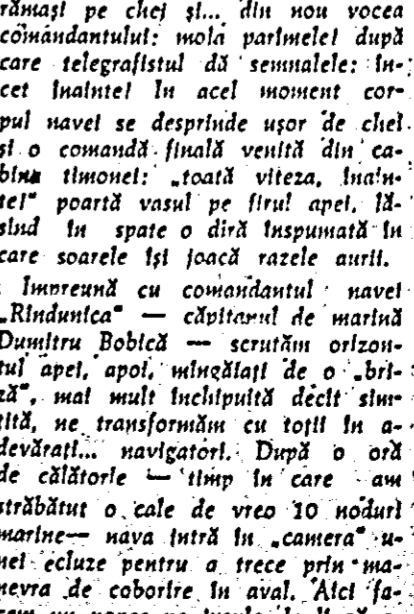 rămași pe chei și... din nou vocea
comandantului: mola parimele! după
care telegrafistul dă semnalele: în-
cet înainte! In acel moment cor-
pul navei se desprinde ușor de chei
și o comandă finală venită din ca-
bina timonei: „toată viteza, înain-
te!" poartă vasul pe firul apei, lă-
sînd în spate o dîră înspumată în
care soarele își joacă razele aurii.
Împreună cu comandantul navei
„Rîndunica" — căpitanul de marină
Dumitru Bobică — scrutăm orizon-
tul apei, apoi, mîngîiați de o „bri-
ză", mai mult închipuită decît sim-
țită, ne transformăm cu toții în a-
devărați... navigatori. După o oră
de călătorie — timp în care am
străbătut o cale de vreo 10 noduri
marine— nava intră în „camera" u-
nei ecluze pentru a trece prin ma-
nevra de coborîre în aval. Aici fa-